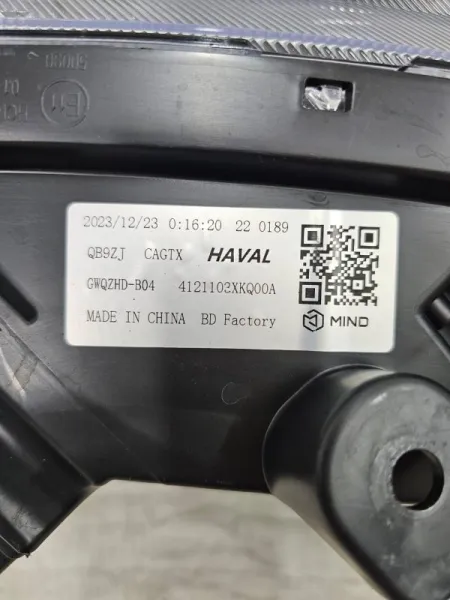 2023/12/23 0:16:20 22 0189
QB9ZJ CAGTX HAVAL
GWQZHD-B04 4121102XKQ00A
MADE IN CHINA BD Factory
MIND